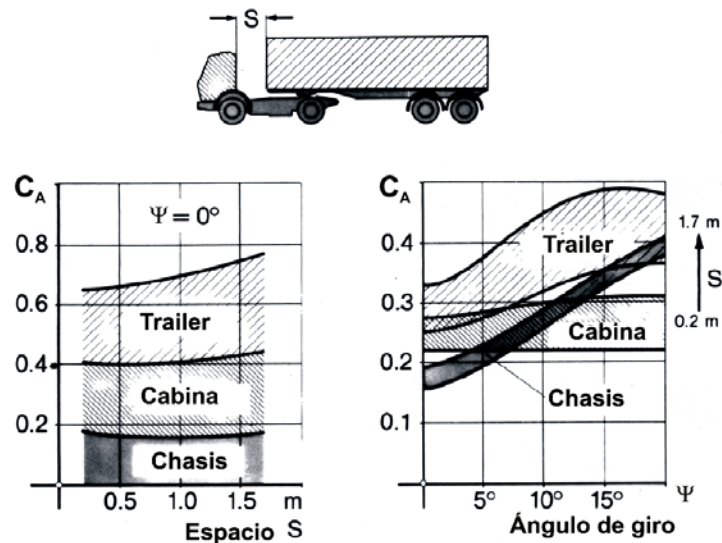 S
C_A
Ψ = 0°
0.8
0.6
0.4
0.2
Trailer
Cabina
Chasis
0.5 1.0 1.5 m
Espacio S
C_A
0.4
0.3
0.2
0.1
Trailer
Cabina
Chasis
1.7 m
S
0.2 m
5° 10° 15° Ψ
Ángulo de giro